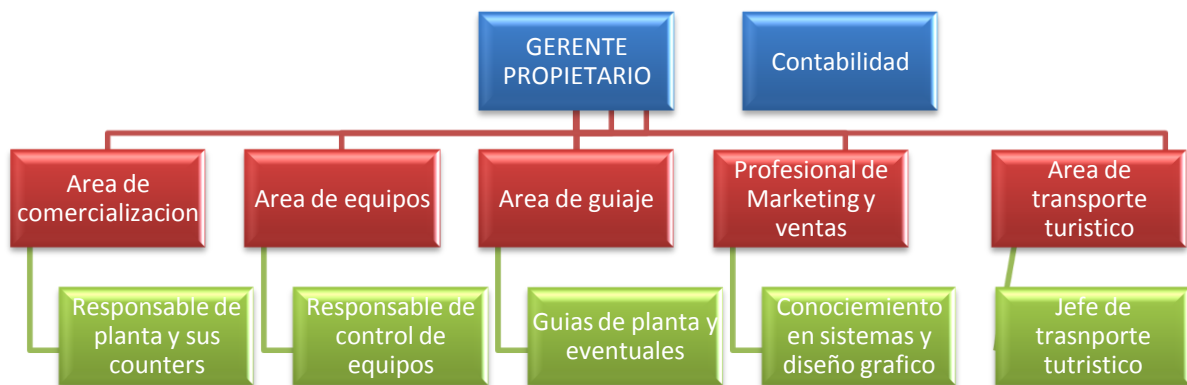 GERENTE
PROPIETARIO
Contabilidad
Area de
comercializacion
Area de equipos
Area de guiaje
Profesional de
Marketing y
ventas
Area de
transporte
turistico
Responsable de
planta y sus
counters
Responsable de
control de
equipos
Guias de planta y
eventuales
Conociemiento
en sistemas y
diseño grafico
Jefe de
trasnporte
tutristico